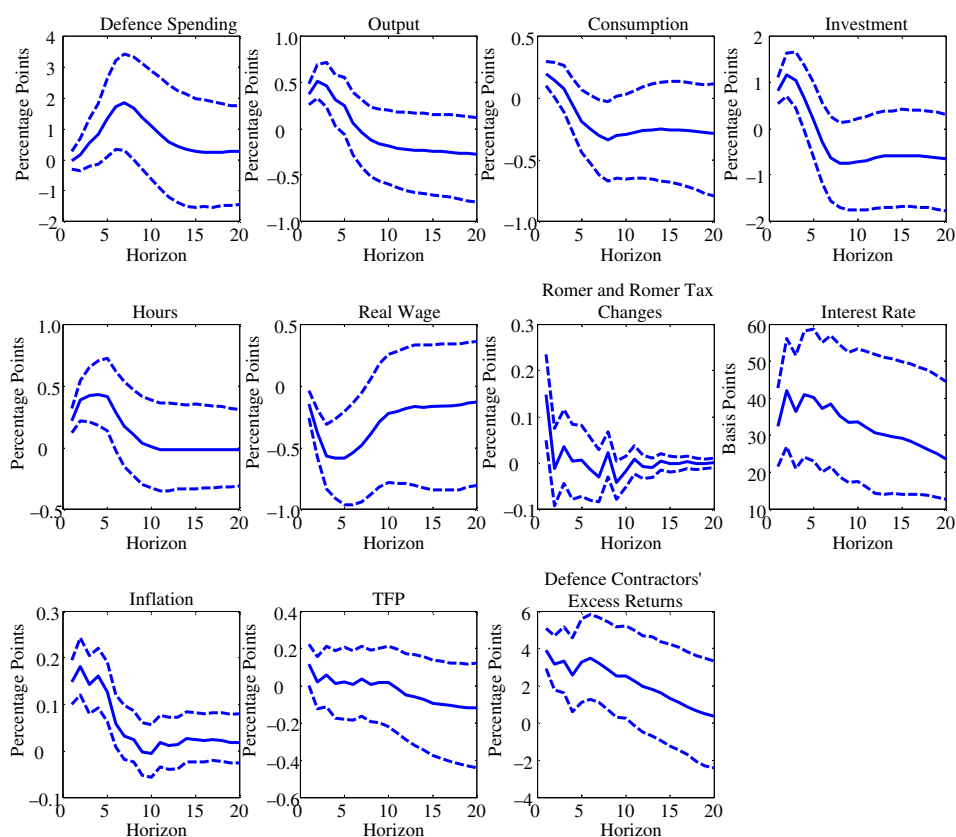 Defence Spending
Percentage Points
4
3
2
1
0
−1
−2
0 5 10 15 20
Horizon
Output
Percentage Points
1.0
0.5
0
−0.5
−1.0
0 5 10 15 20
Horizon
Consumption
Percentage Points
0.5
0
−0.5
−1.0
0 5 10 15 20
Horizon
Investment
Percentage Points
2
1
0
−1
−2
0 5 10 15 20
Horizon
Hours
Percentage Points
1.0
0.5
0
−0.5
0 5 10 15 20
Horizon
Real Wage
Percentage Points
0.5
0
−0.5
−1.0
0 5 10 15 20
Horizon
Romer and Romer Tax
Changes
Percentage Points
0.3
0.2
0.1
0
−0.1
0 5 10 15 20
Horizon
Interest Rate
Basis Points
60
50
40
30
20
10
0 5 10 15 20
Horizon
Inflation
Percentage Points
0.3
0.2
0.1
0
−0.1
0 5 10 15 20
Horizon
TFP
Percentage Points
0.4
0.2
0
−0.2
−0.4
−0.6
0 5 10 15 20
Horizon
Defence Contractors'
Excess Returns
Percentage Points
6
4
2
0
−2
−4
0 5 10 15 20
Horizon